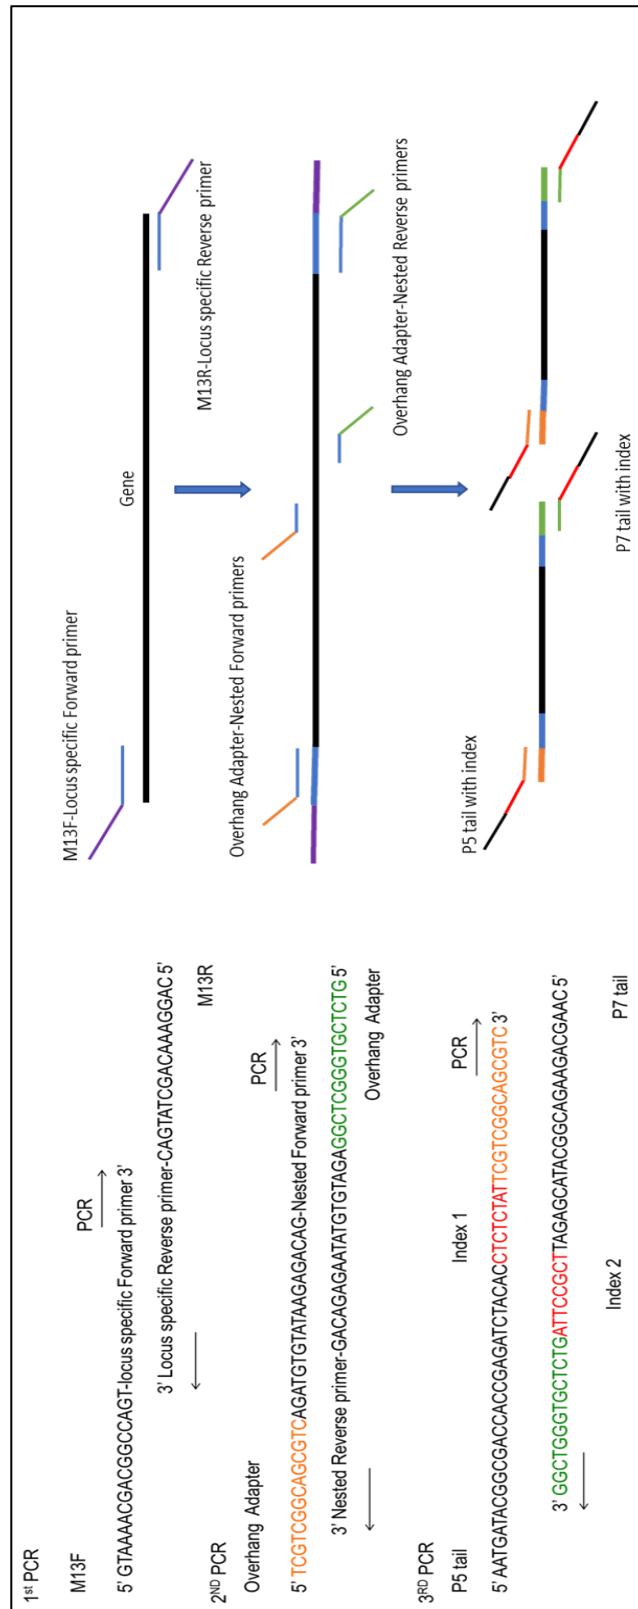 1st PCR
M13F
PCR
5' GTAAAACGACGGCCAGT-locus specific Forward primer 3'
3' Locus specific Reverse primer-CAGTATCGACAAAGGAC 5'
M13R
2ND PCR
Overhang Adapter
PCR
5' TCGTCGGCAGCGTCAGATGTGTATAAGAGACAG-Nested Forward primer 3'
3' Nested Reverse primer-GACAGAGAATATGTGTAGAGGCTCGGGTGCTCTG 5'
Overhang Adapter
3RD PCR
P5 tail
Index 1
PCR
5' AATGATACGGCGACCACCGAGATCTACACCTCTCTATTCGTCGGCAGCGTC 3'
3' GGCTGGGTGCTCTGATTCCGCTTAGAGCATACGGCAGAAGACGAAC 5'
Index 2
P7 tail
M13F-Locus specific Forward primer
Gene
M13R-Locus specific Reverse primer
Overhang Adapter-Nested Forward primers
Overhang Adapter-Nested Reverse primers
P5 tail with index
P7 tail with index